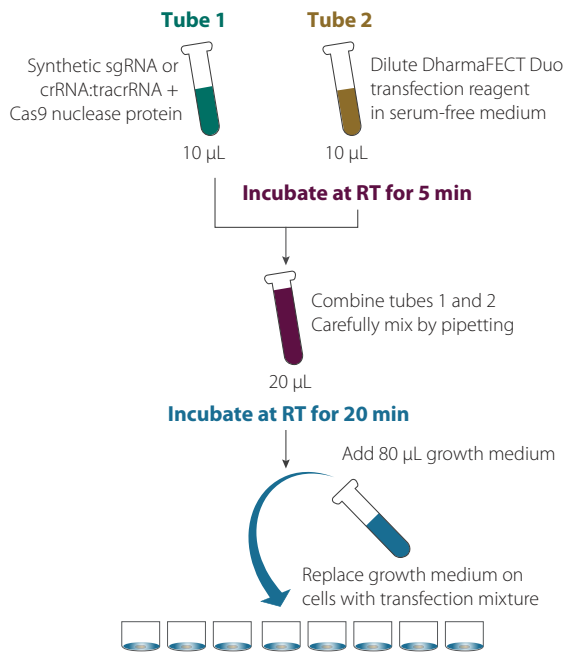 Tube 1
Tube 2
Synthetic sgRNA or
crRNA:tracrRNA +
Cas9 nuclease protein
Dilute DharmaFECT Duo
transfection reagent
in serum-free medium
10 µL
10 µL
Incubate at RT for 5 min
Combine tubes 1 and 2
Carefully mix by pipetting
20 µL
Incubate at RT for 20 min
Add 80 µL growth medium
Replace growth medium on
cells with transfection mixture